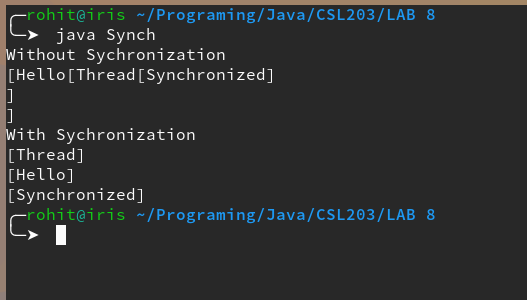 ╭─rohit@iris ~/Programing/Java/CSL203/LAB 8
╰─➤  java Synch
Without Sychronization
[Hello[Thread[Synchronized]
]
]
With Sychronization
[Thread]
[Hello]
[Synchronized]
╭─rohit@iris ~/Programing/Java/CSL203/LAB 8
╰─➤